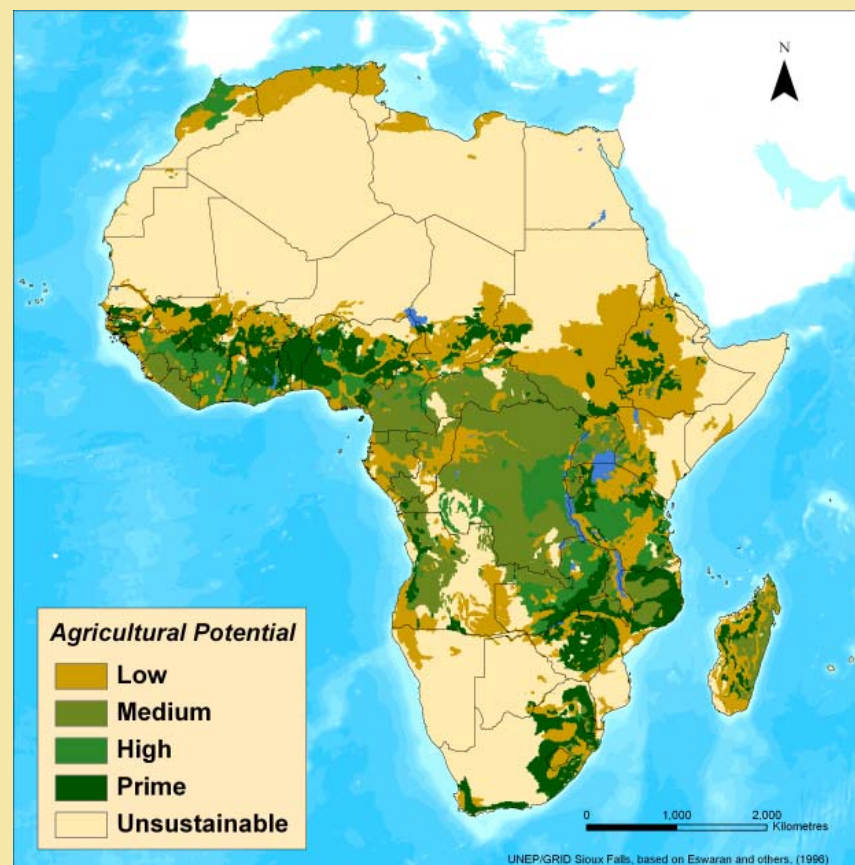 N
Agricultural Potential
Low
Medium
High
Prime
Unsustainable
0 1,000 2,000
Kilometres
UNEP/GRID Sioux Falls, based on Eswaran and others, (1996)